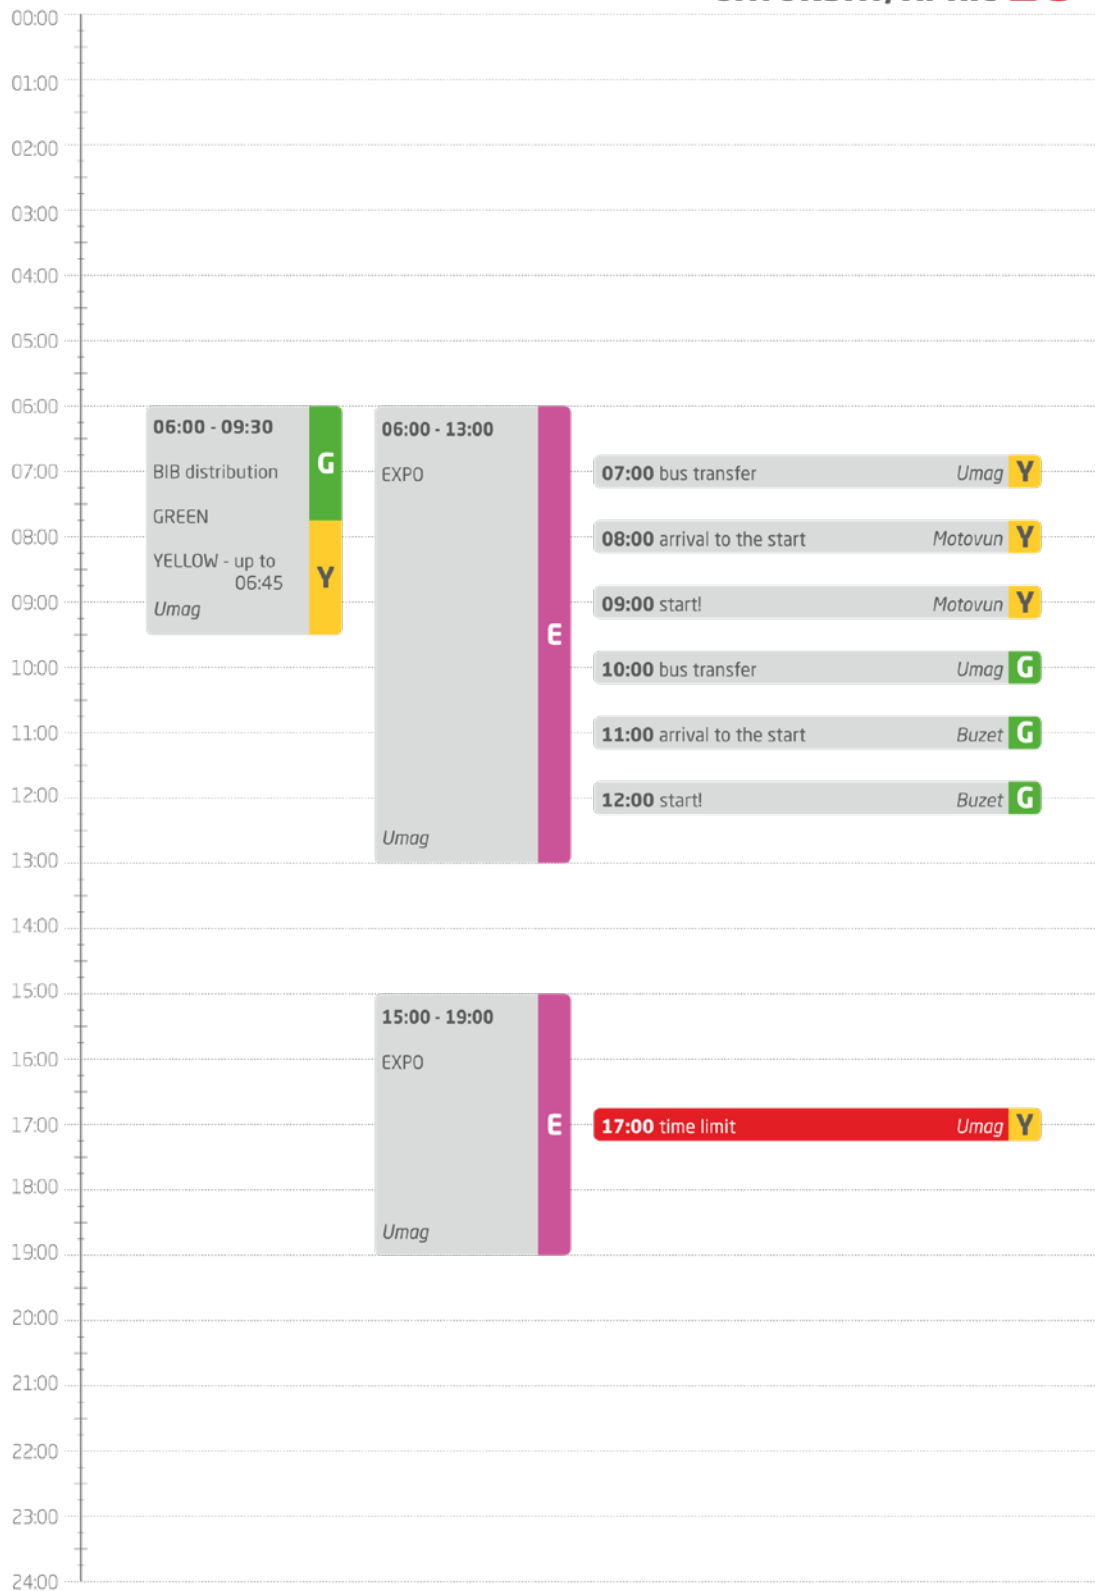 00:00
01:00
02:00
03:00
04:00
05:00
06:00
07:00
08:00
09:00
10:00
11:00
12:00
13:00
14:00
15:00
16:00
17:00
18:00
19:00
20:00
21:00
22:00
23:00
24:00
06:00 - 09:30
BIB distribution
GREEN
YELLOW - up to
06:45
Umag
G
Y
06:00 - 13:00
EXPO
Umag
E
07:00 bus transfer Umag Y
08:00 arrival to the start Motovun Y
09:00 start! Motovun Y
10:00 bus transfer Umag G
11:00 arrival to the start Buzet G
12:00 start! Buzet G
15:00 - 19:00
EXPO
Umag
E
17:00 time limit Umag Y